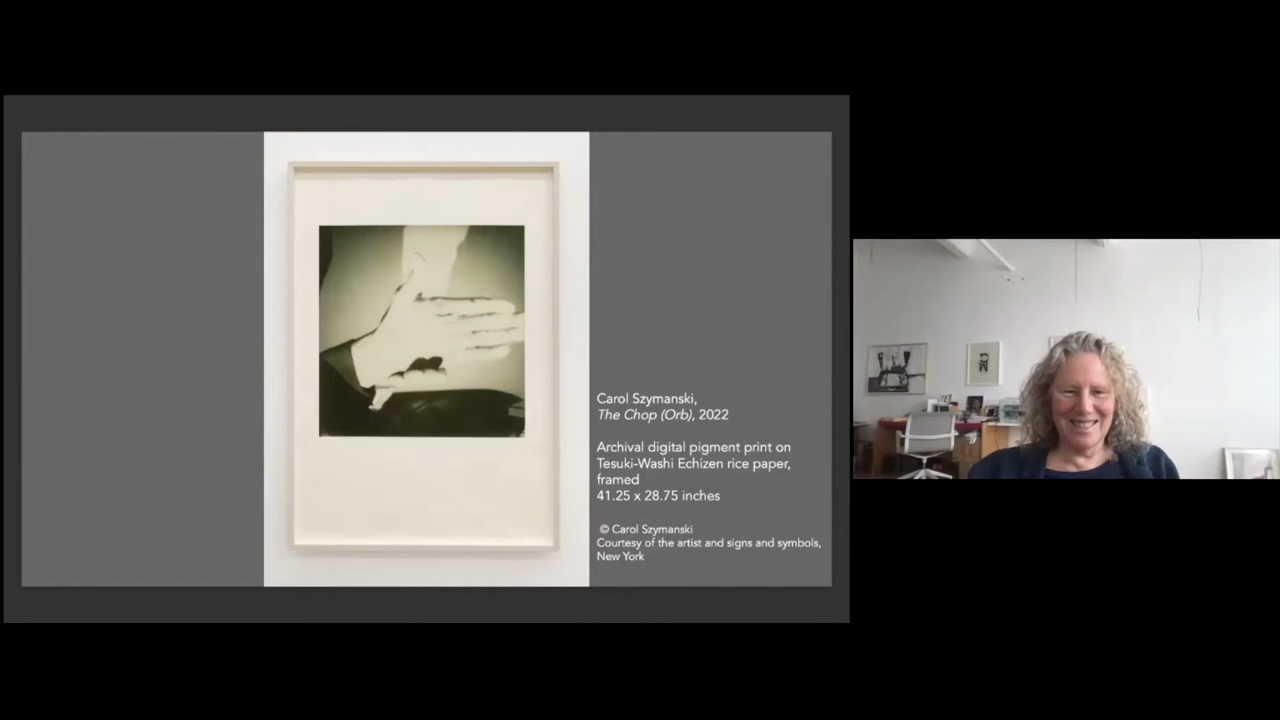 Carol Szymanski,
The Chop (Orb), 2022
Archival digital pigment print on
Tesuki-Washi Echizen rice paper,
framed
41.25 x 28.75 inches
© Carol Szymanski
Courtesy of the artist and signs and symbols,
New York